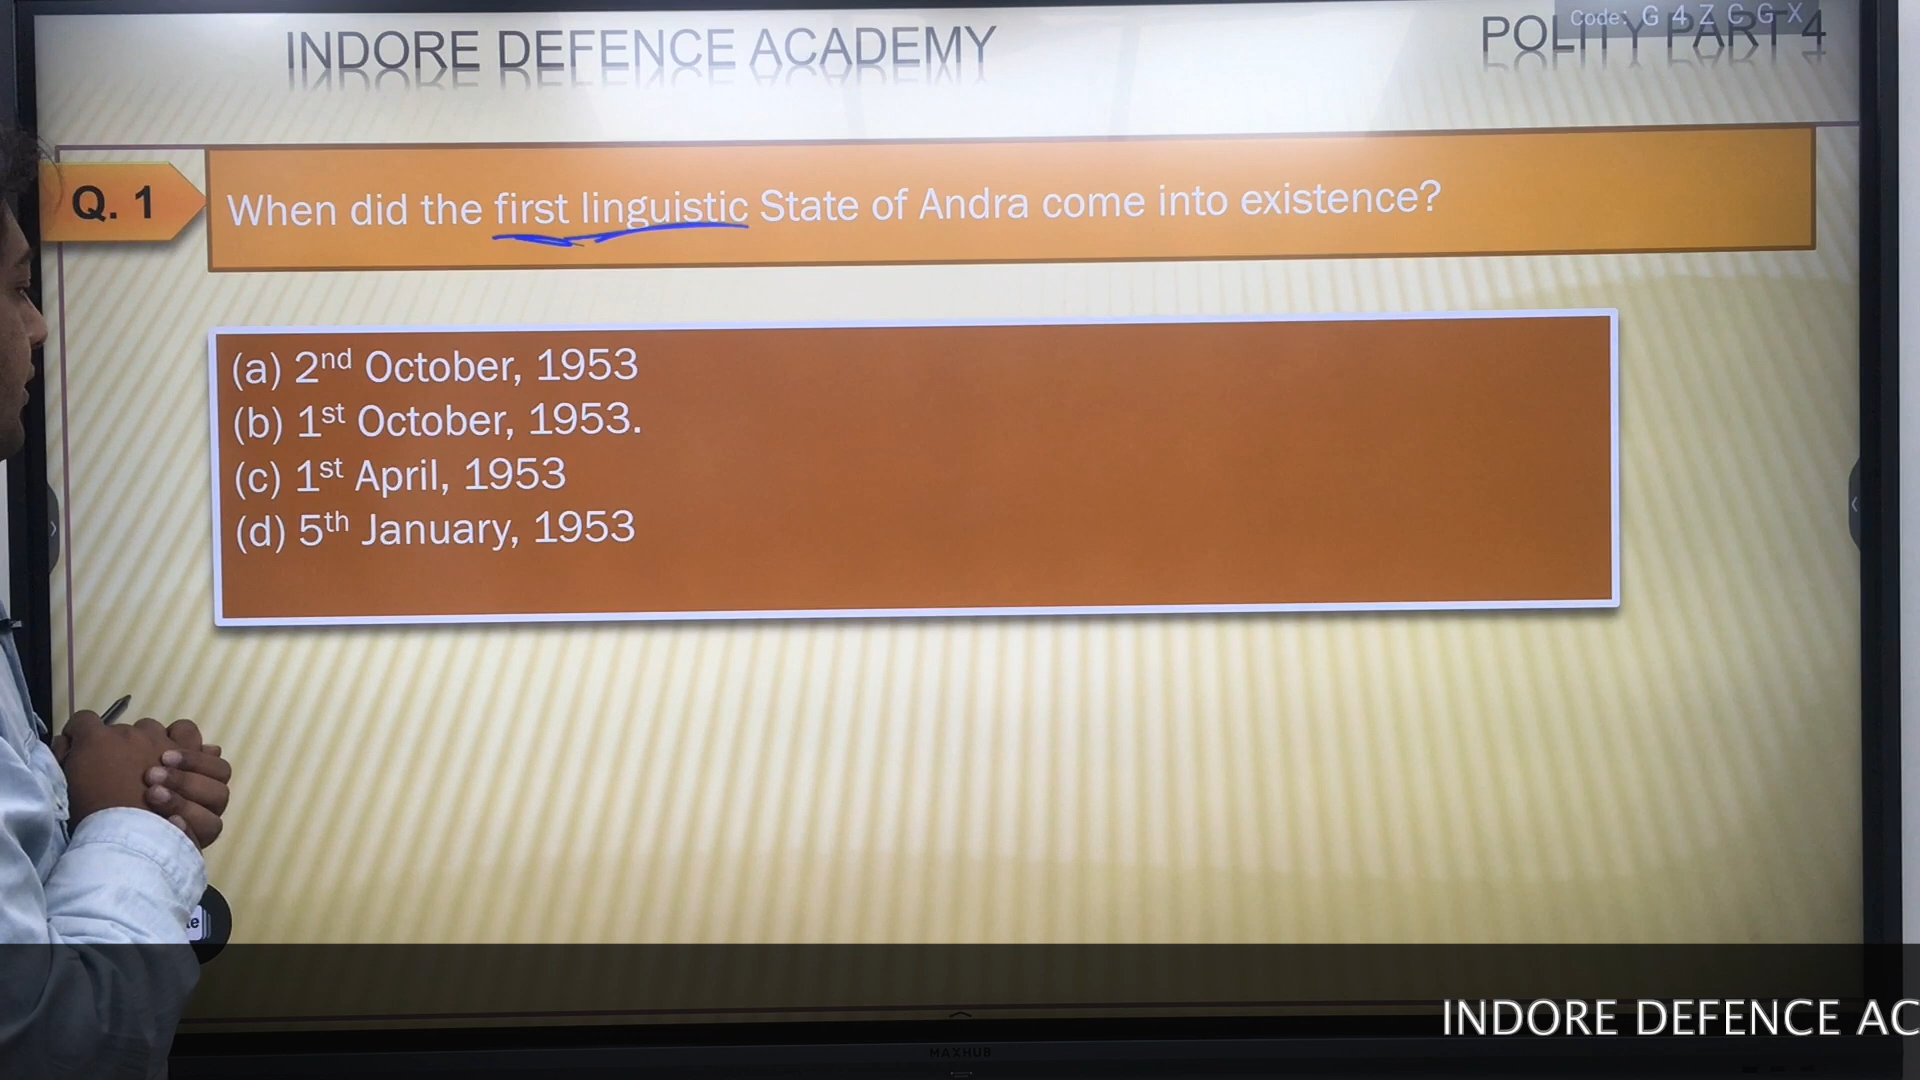 INDORE DEFENCE ACADEMY
POLITY PART 4
Code: G 4 Z C G X
Q. 1
When did the first linguistic State of Andra come into existence?
(a) 2nd October, 1953
(b) 1st October, 1953.
(c) 1st April, 1953
(d) 5th January, 1953
INDORE DEFENCE AC
MAXHUB